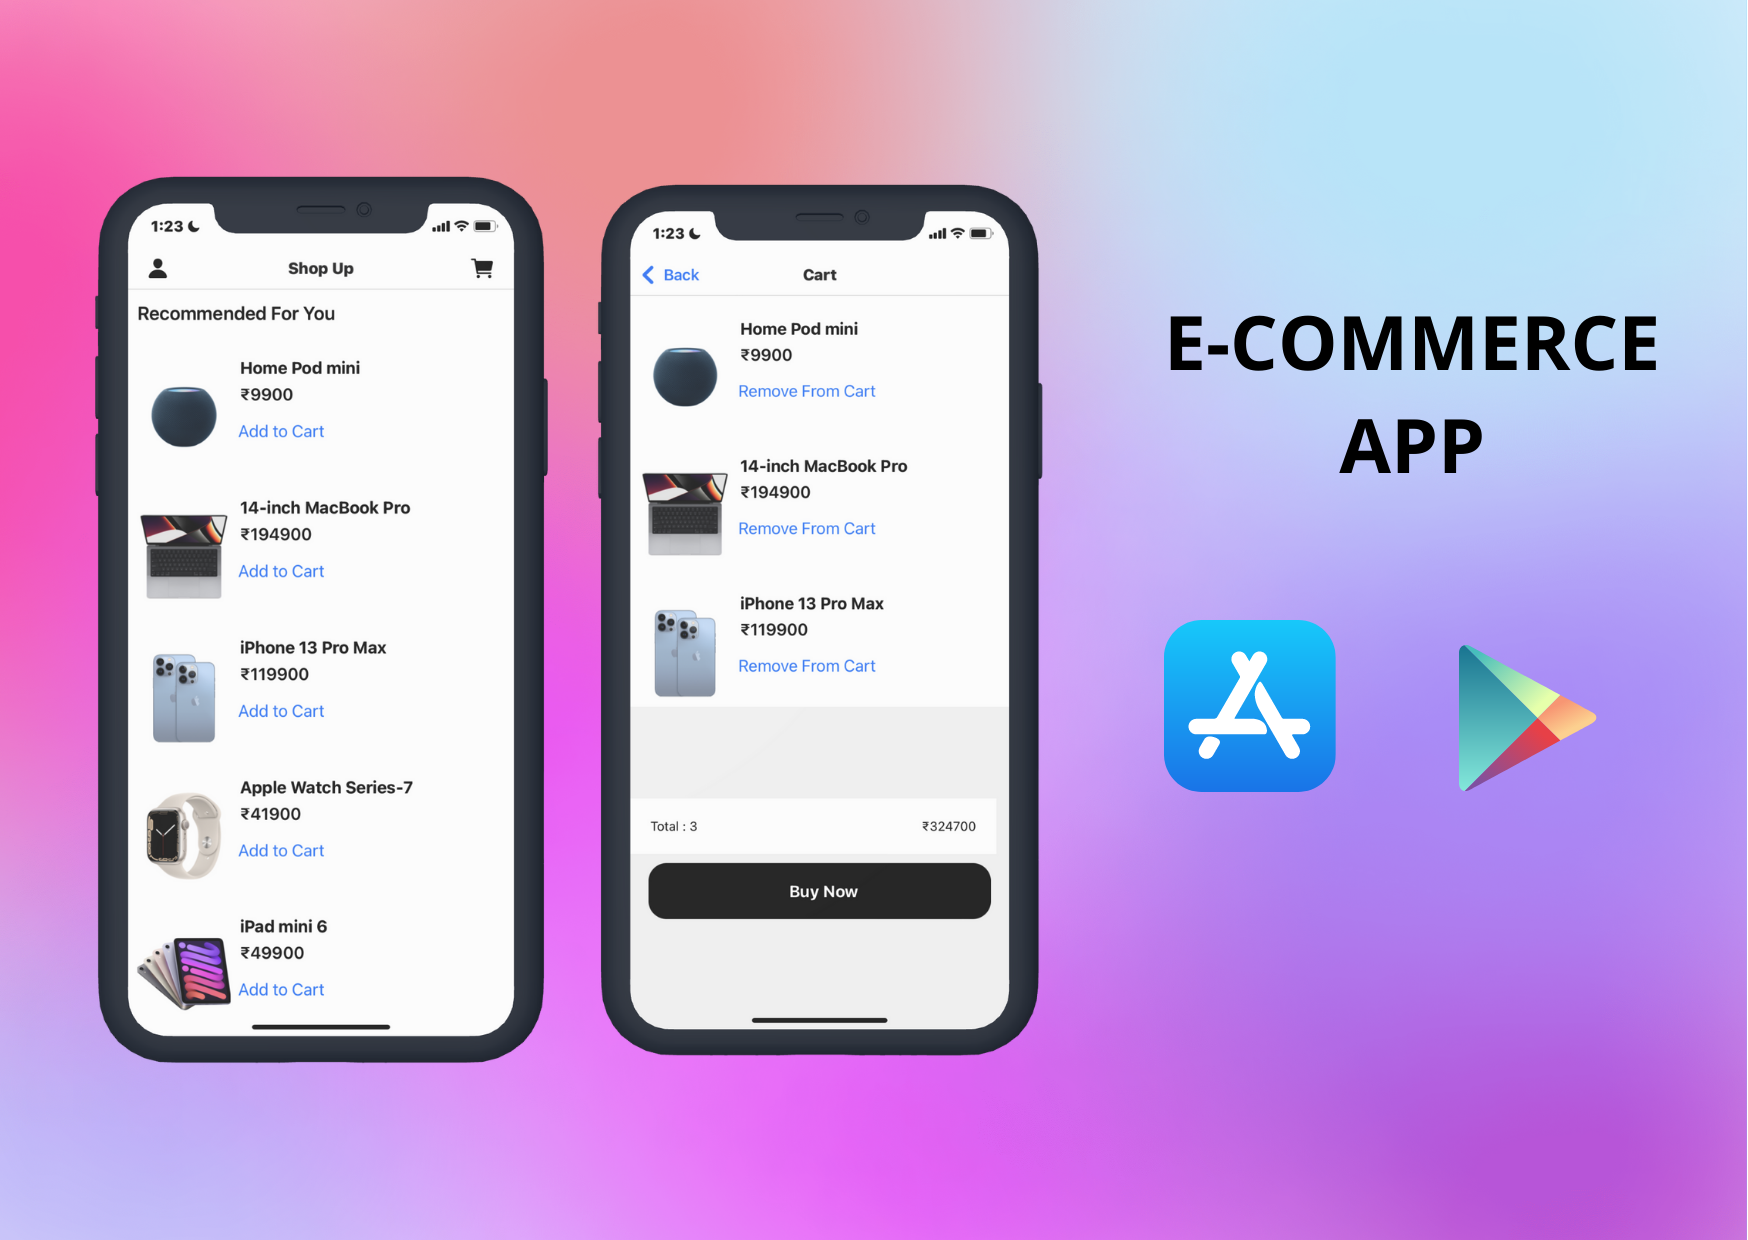 1:23
Shop Up
Recommended For You
Home Pod mini
₹9900
Add to Cart
14-inch MacBook Pro
₹194900
Add to Cart
iPhone 13 Pro Max
₹119900
Add to Cart
Apple Watch Series-7
₹41900
Add to Cart
iPad mini 6
₹49900
Add to Cart
1:23
Back
Cart
Home Pod mini
₹9900
Remove From Cart
14-inch MacBook Pro
₹194900
Remove From Cart
iPhone 13 Pro Max
₹119900
Remove From Cart
Total : 3
₹324700
Buy Now
E-COMMERCE
APP